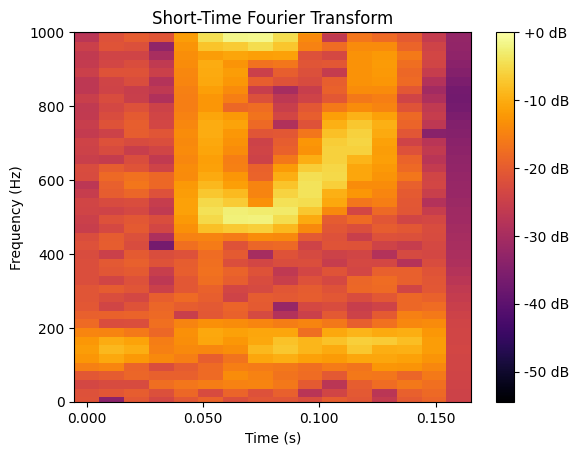 Short-Time Fourier Transform
1000
800
600
400
200
0
Frequency (Hz)
0.000
0.050
0.100
0.150
Time (s)
+0 dB
-10 dB
-20 dB
-30 dB
-40 dB
-50 dB